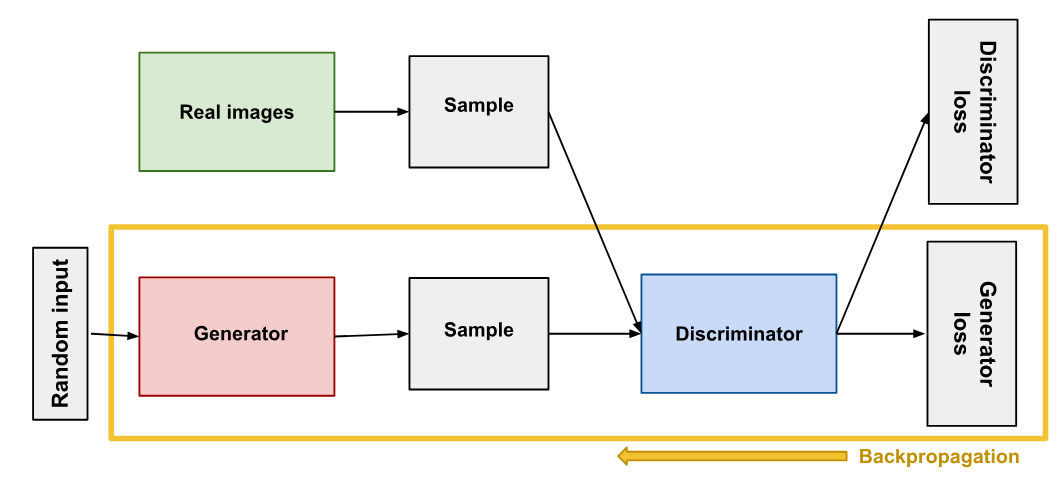 Real images
Sample
Discriminator
loss
Random input
Generator
Sample
Discriminator
Generator
loss
Backpropagation